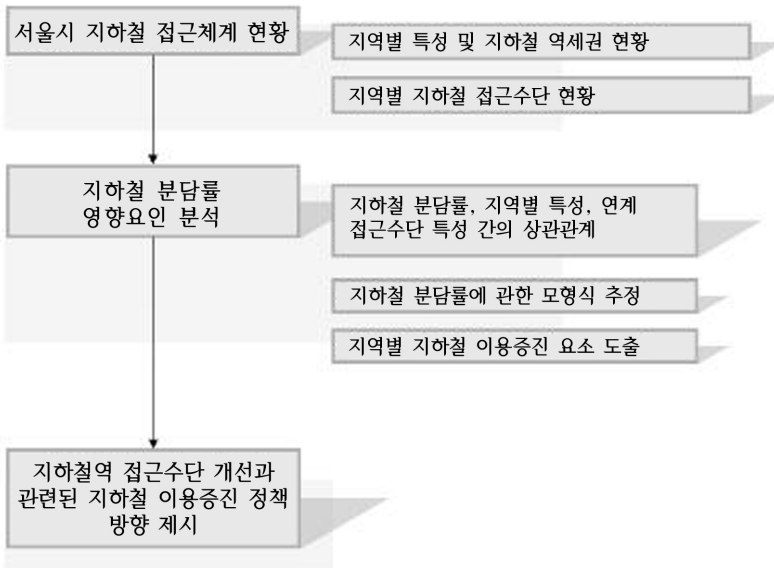 서울시 지하철 접근체계 현황
지역별 특성 및 지하철 역세권 현황
지역별 지하철 접근수단 현황
지하철 분담률
영향요인 분석
지하철 분담률, 지역별 특성, 연계
접근수단 특성 간의 상관관계
지하철 분담률에 관한 모형식 추정
지역별 지하철 이용증진 요소 도출
지하철역 접근수단 개선과
관련된 지하철 이용증진 정책
방향 제시